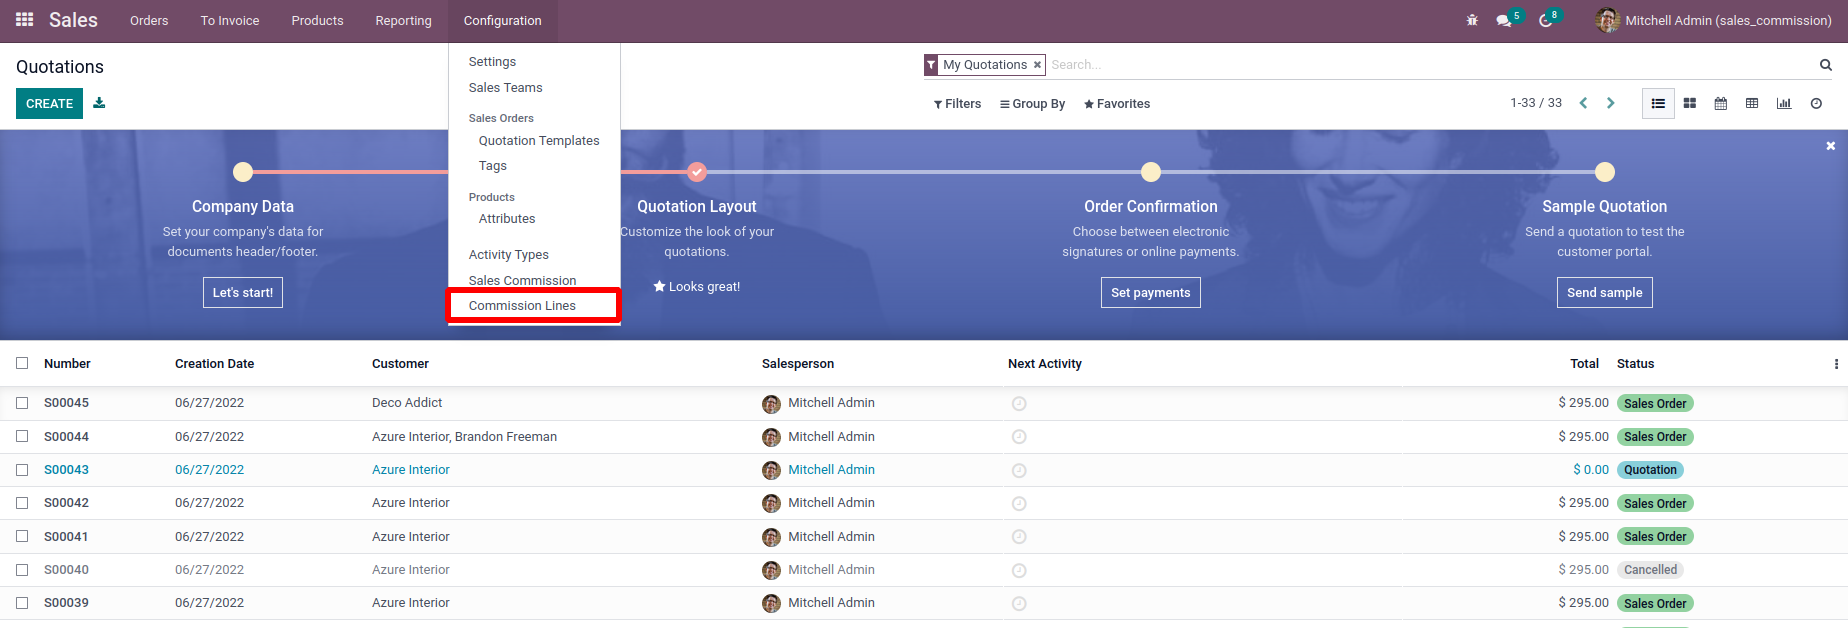 Sales Orders To Invoice Products Reporting Configuration 5 8 Mitchell Admin (sales_commission)
Quotations
My Quotations × Search...
CREATE
Filters Group By Favorites 1-33 / 33
Settings
Sales Teams
Sales Orders
Quotation Templates
Tags
Products
Attributes
Activity Types
Sales Commission
Commission Lines
Company Data
Set your company's data for
documents header/footer.
Let's start!
Quotation Layout
Customize the look of your
quotations.
Looks great!
Order Confirmation
Choose between electronic
signatures or online payments.
Set payments
Sample Quotation
Send a quotation to test the
customer portal.
Send sample
Number Creation Date Customer Salesperson Next Activity Total Status
S00045 06/27/2022 Deco Addict Mitchell Admin $ 295.00 Sales Order
S00044 06/27/2022 Azure Interior, Brandon Freeman Mitchell Admin $ 295.00 Sales Order
S00043 06/27/2022 Azure Interior Mitchell Admin $ 0.00 Quotation
S00042 06/27/2022 Azure Interior Mitchell Admin $ 295.00 Sales Order
S00041 06/27/2022 Azure Interior Mitchell Admin $ 295.00 Sales Order
S00040 06/27/2022 Azure Interior Mitchell Admin $ 295.00 Cancelled
S00039 06/27/2022 Azure Interior Mitchell Admin $ 295.00 Sales Order